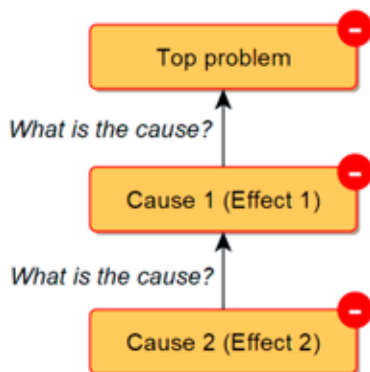 Top problem
What is the cause?
Cause 1 (Effect 1)
What is the cause?
Cause 2 (Effect 2)